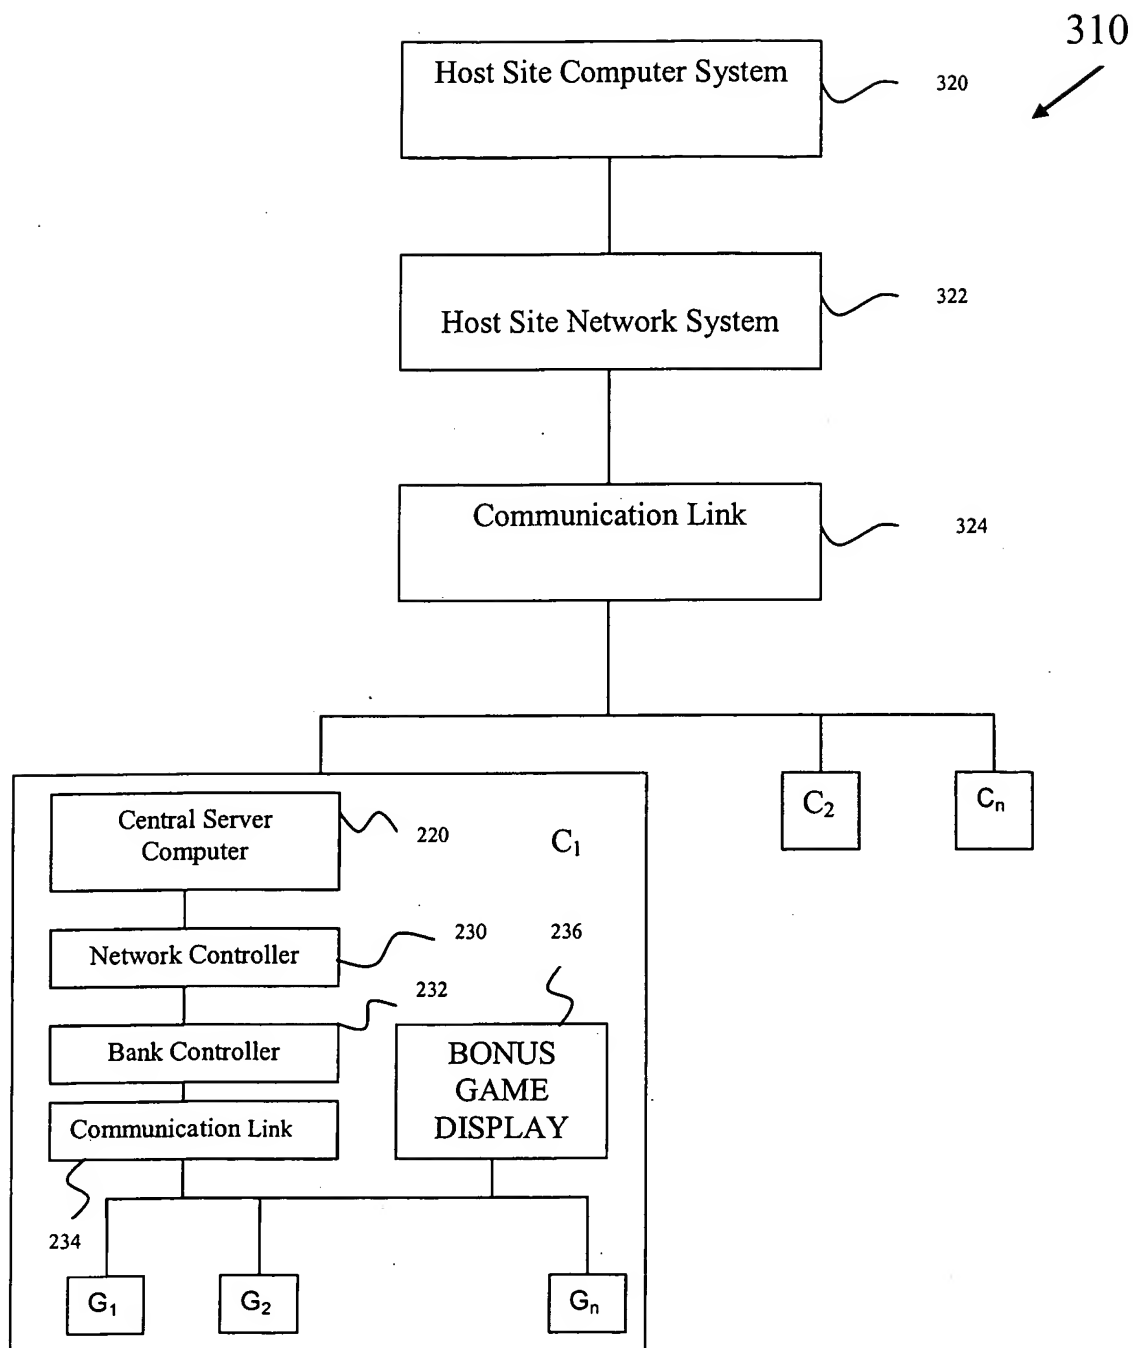 310
Host Site Computer System
320
Host Site Network System
322
Communication Link
324
C₂
Cₙ
Central Server
Computer
220
C₁
Network Controller
230
236
232
Bank Controller
BONUS
GAME
DISPLAY
Communication Link
234
G₁
G₂
Gₙ